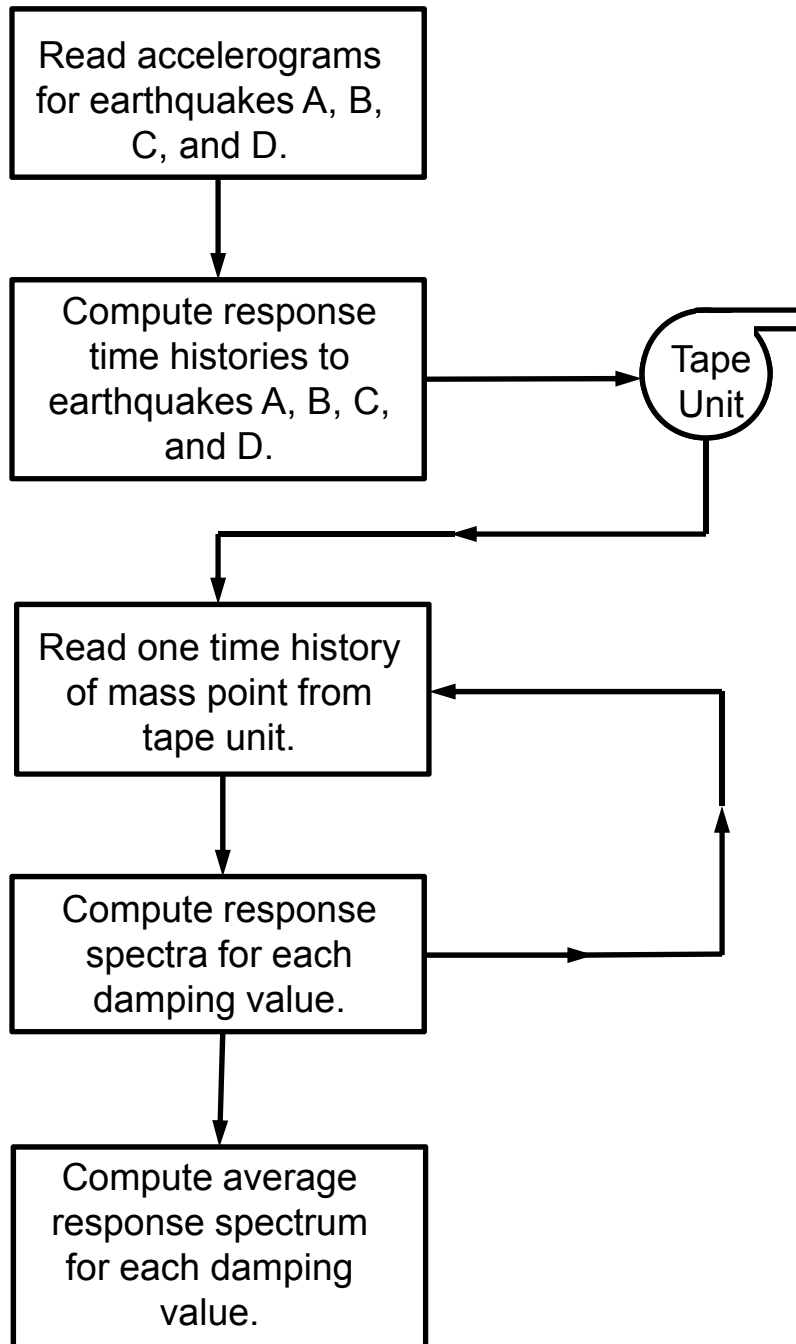 Read accelerograms
for earthquakes A, B,
C, and D.
Compute response
time histories to
earthquakes A, B, C,
and D.
Tape
Unit
Read one time history
of mass point from
tape unit.
Compute response
spectra for each
damping value.
Compute average
response spectrum
for each damping
value.